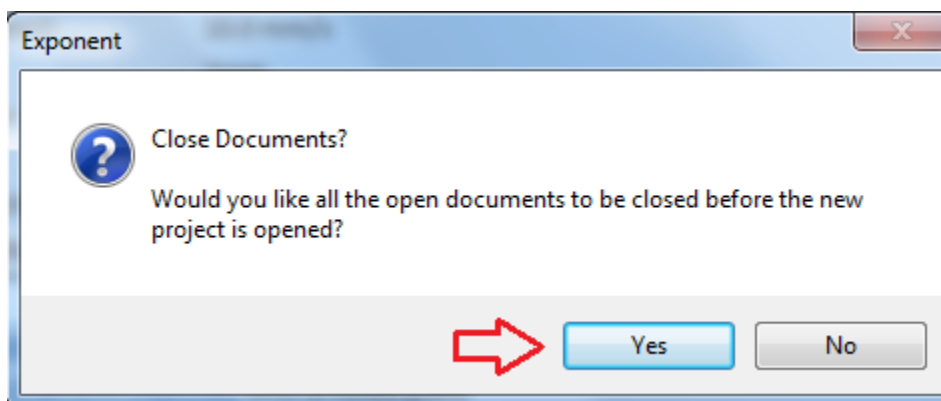 Exponent
Close Documents?
Would you like all the open documents to be closed before the new
project is opened?
Yes
No